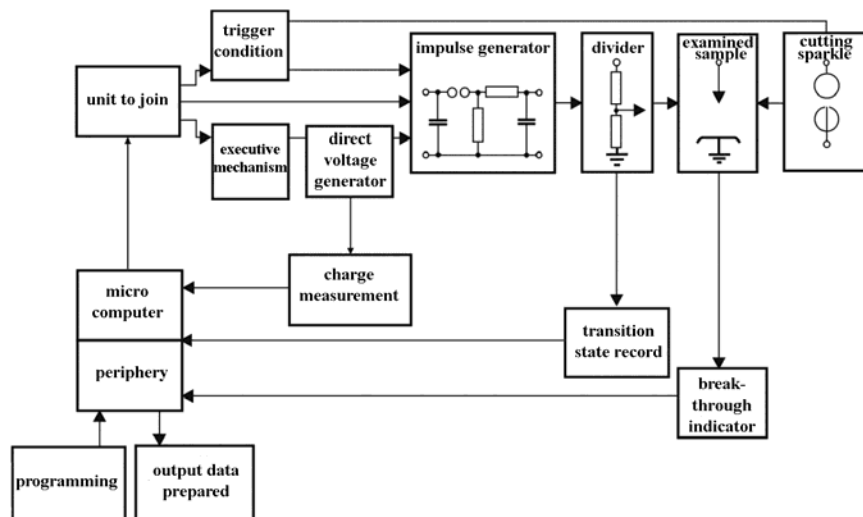 trigger
condition
impulse generator
divider
examined
sample
cutting
sparkle
unit to join
executive
mechanism
direct
voltage
generator
micro
computer
charge
measurement
transition
state record
periphery
break-
through
indicator
programming
output data
prepared